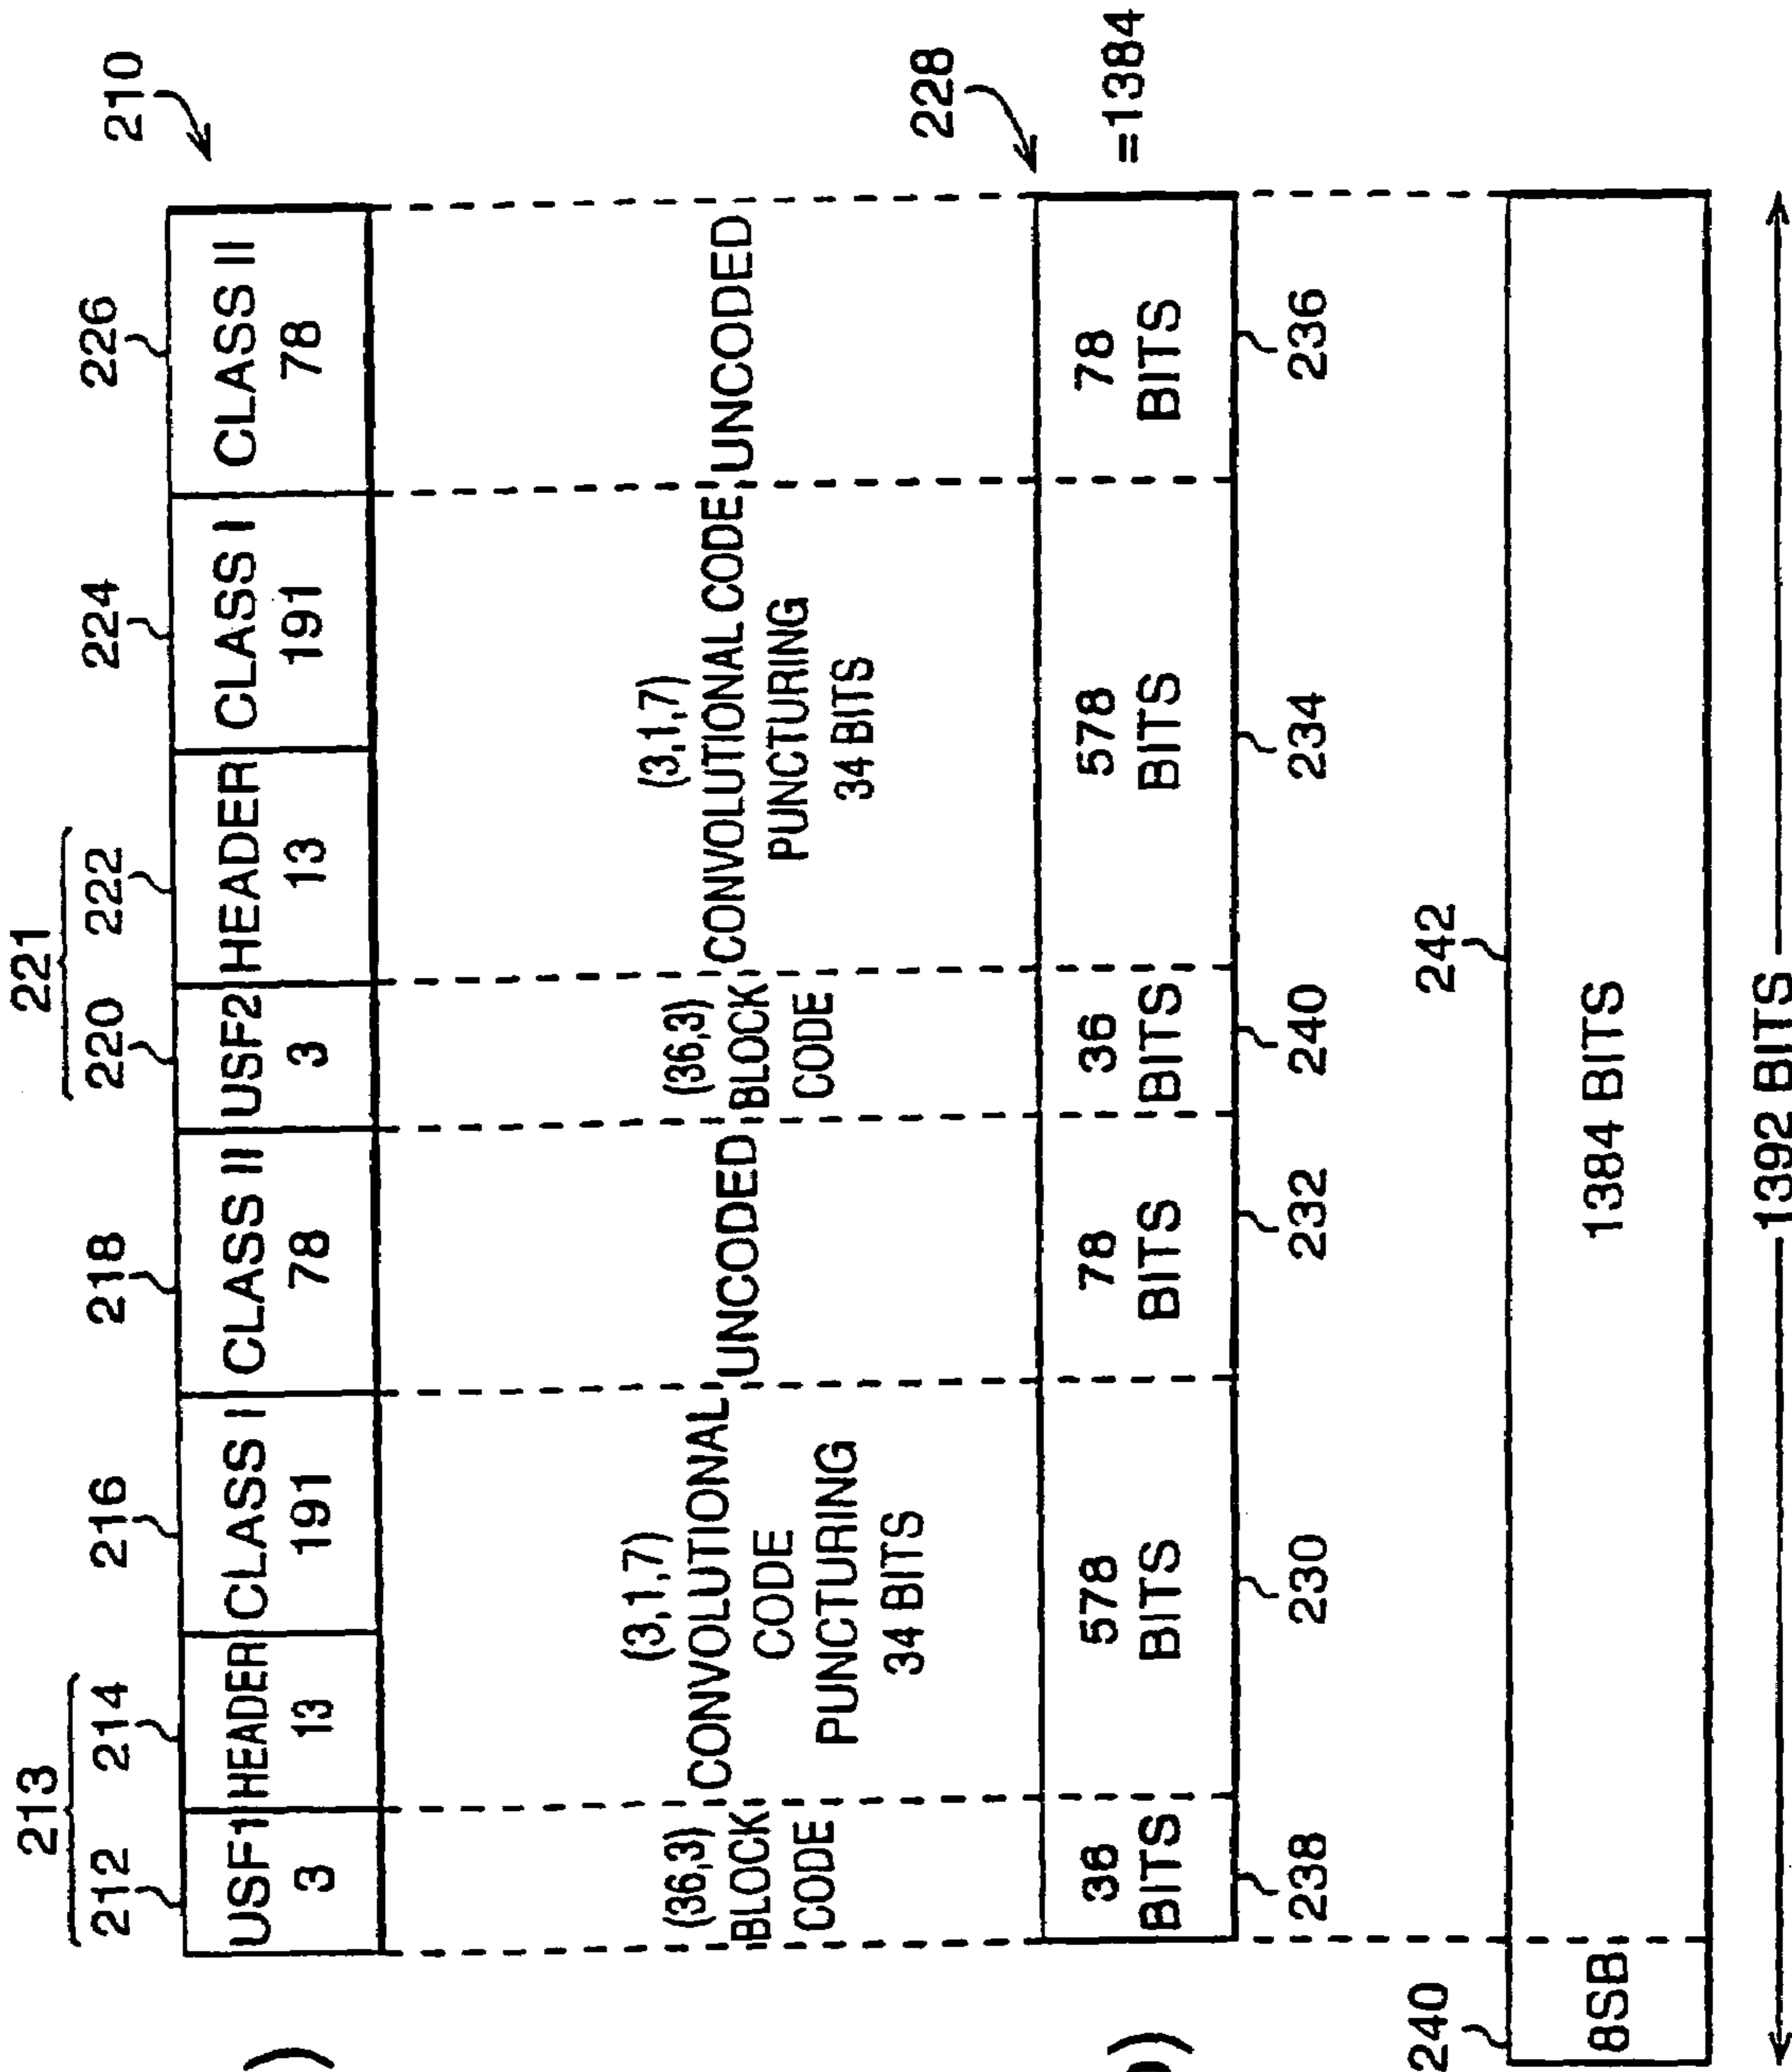 213
221
212
214
216
218
220
222
224
226
210
USF1
3
HEADER
13
CLASS I
191
CLASS II
78
USF2
3
HEADER
13
CLASS I
191
CLASS II
78
)
(36,3)
BLOCK
CODE
(3,1,7)
CONVOLUTIONAL
CODE
PUNCTURING
34 BITS
UNCODED
(36,3)
BLOCK
CODE
(3,1,7)
CONVOLUTIONAL CODE
PUNCTURING
34 BITS
UNCODED
228
36
BITS
578
BITS
78
BITS
36
BITS
578
BITS
78
BITS
=1384
)
238
230
232
240
234
236
240
242
8SB
1384 BITS
1392 BITS